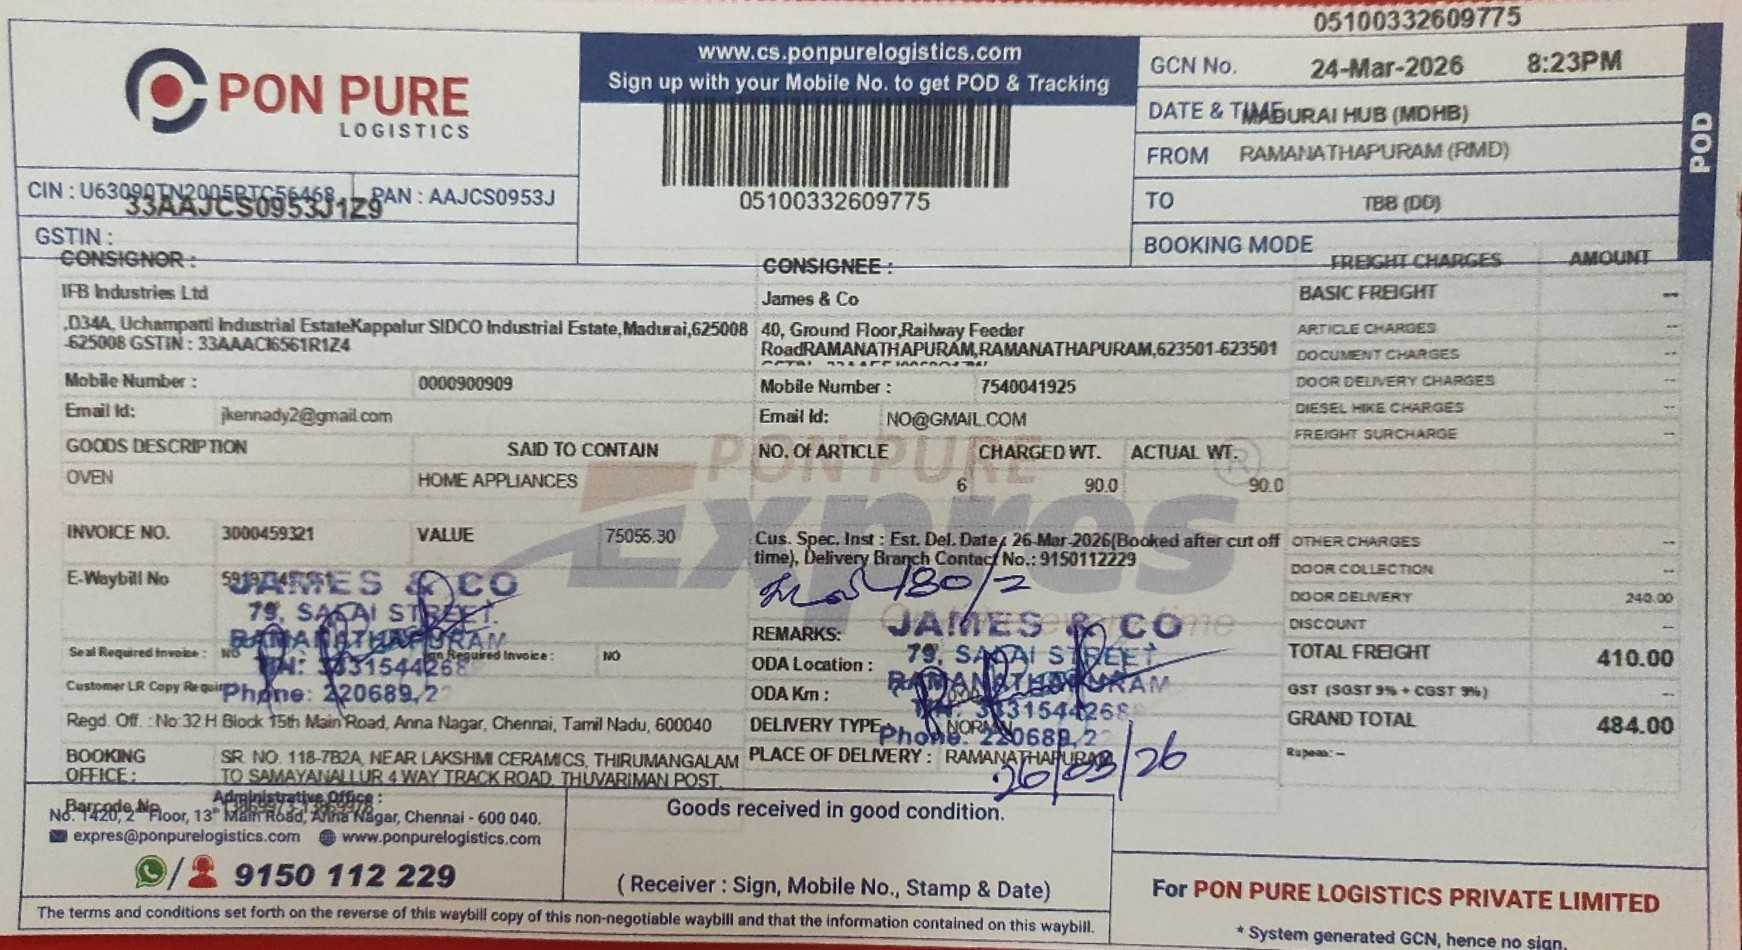 05100332609775
PON PURE
LOGISTICS
www.cs.ponpurelogistics.com
Sign up with your Mobile No. to get POD & Tracking
05100332609775
GCN No. 24-Mar-2026 8:23PM
DATE & TIME MADURAI HUB (MDHB)
FROM RAMANATHAPURAM (RMD)
TO TBB (DD)
BOOKING MODE
POD
CIN : U63090TN2005PTC56468 PAN : AAJCS0953J
33AAJCS0953J1Z9
GSTIN :
CONSIGNOR :
IFB Industries Ltd
,D34A, Uchampatti Industrial EstateKappalur SIDCO Industrial Estate,Madurai,625008
-625008 GSTIN : 33AAACI6561R1Z4
Mobile Number : 0000900909
Email Id: jkennady2@gmail.com
CONSIGNEE :
James & Co
40, Ground Floor,Railway Feeder
RoadRAMANATHAPURAM,RAMANATHAPURAM,623501-623501
Mobile Number : 7540041925
Email Id: NO@GMAIL.COM
GOODS DESCRIPTION SAID TO CONTAIN NO. Of ARTICLE CHARGED WT. ACTUAL WT.
OVEN HOME APPLIANCES 6 90.0 90.0
PON PURE
Expres
INVOICE NO. 3000459321 VALUE 75055.30
Cus. Spec. Inst : Est. Del. Date : 26-Mar-2026(Booked after cut off
time), Delivery Branch Contact No.: 9150112229
180/2
E-Waybill No
JAMES & CO
79, SALAI STREET
RAMANATHAPURAM
Phone: 220689,2
Seal Required Invoice : NO Required Invoice : NO
Customer LR Copy
REMARKS:
ODA Location :
ODA Km :
DELIVERY TYPE
JAMES & CO
79, SALAI STREET
RAMANATHAPURAM
Phone: 220689,2
Regd. Off. : No:32 H Block 15th Main Road, Anna Nagar, Chennai, Tamil Nadu, 600040
BOOKING OFFICE : SR. NO. 118-7B2A, NEAR LAKSHMI CERAMICS, THIRUMANGALAM
TO SAMAYANALLUR 4 WAY TRACK ROAD, THUVARIMAN POST,
PLACE OF DELIVERY : RAMANATHAPURAM
26/03/26
FREIGHT CHARGES AMOUNT
BASIC FREIGHT --
ARTICLE CHARGES --
DOCUMENT CHARGES --
DOOR DELIVERY CHARGES --
DIESEL HIKE CHARGES --
FREIGHT SURCHARGE --
OTHER CHARGES --
DOOR COLLECTION --
DOOR DELIVERY 240.00
DISCOUNT --
TOTAL FREIGHT 410.00
GST (SGST 9% + CGST 9%) --
GRAND TOTAL 484.00
Rupees: --
Barcode No
Administrative Office :
No. 1420, 2nd Floor, 13th Main Road, Anna Nagar, Chennai - 600 040.
expres@ponpurelogistics.com www.ponpurelogistics.com
9150 112 229
Goods received in good condition.
( Receiver : Sign, Mobile No., Stamp & Date)
The terms and conditions set forth on the reverse of this waybill copy of this non-negotiable waybill and that the information contained on this waybill.
For PON PURE LOGISTICS PRIVATE LIMITED
* System generated GCN, hence no sign.